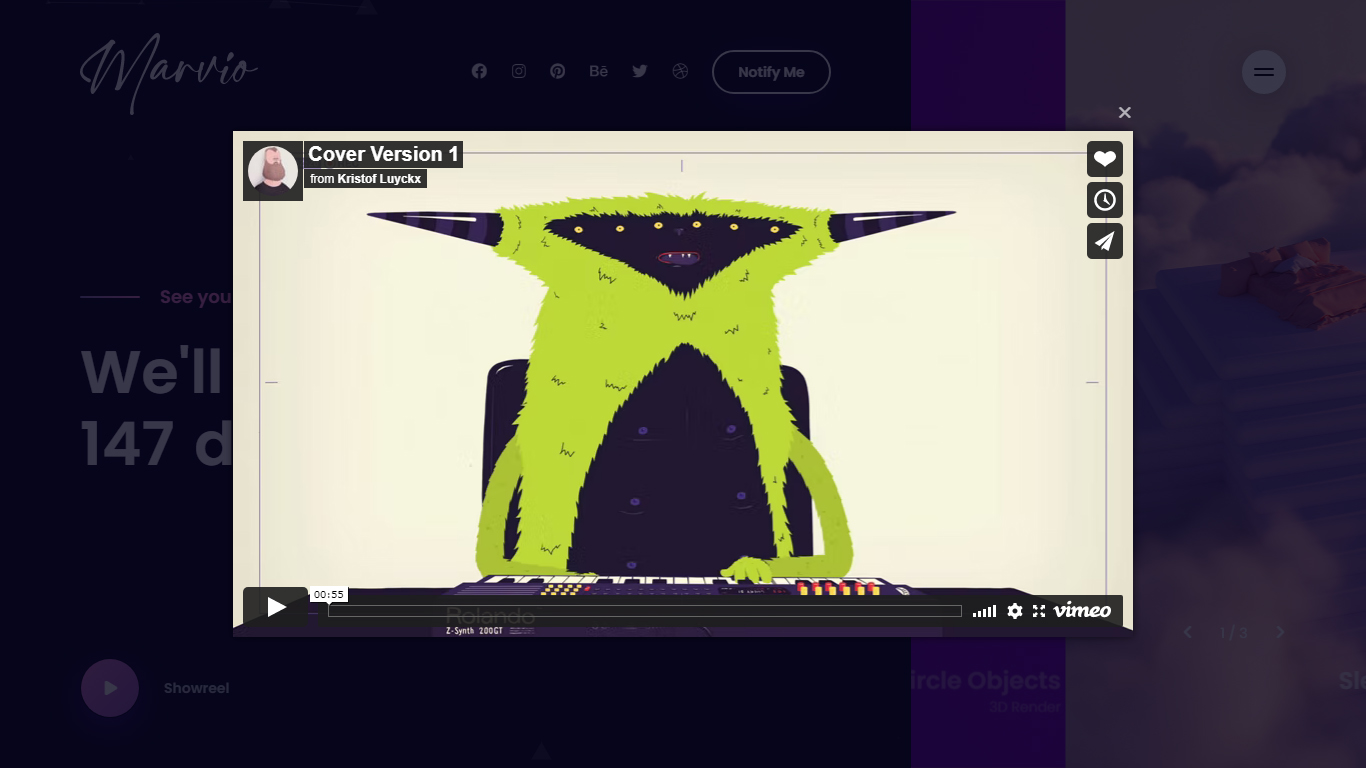 Marvio
Bē
Notify Me
×
Cover Version 1
from Kristof Luyckx
See you
We'll
147 d
00:55
Rolando
Z-Synth 200GT
vimeo
1 / 3
Showreel
ircle Objects
3D Render
Sl